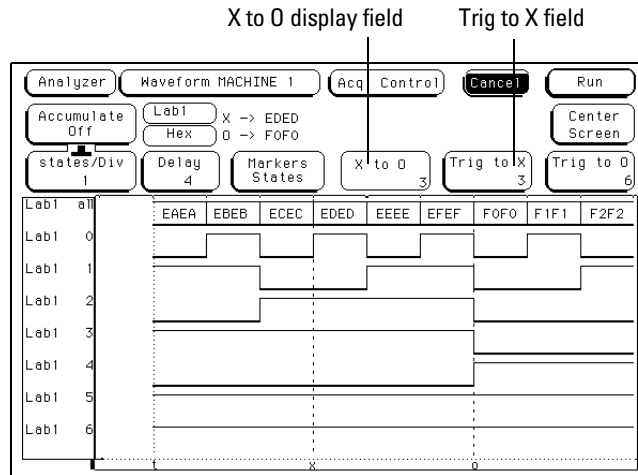 X to O display field Trig to X field
Analyzer Waveform MACHINE 1 Acq Control Cancel Run
Accumulate Off Lab1 X -> EDED Center Screen
Hex O -> F0F0
states/Div 1 Delay 4 Markers States X to O 3 Trig to X 3 Trig to O 6
Lab1 all EAEA EBEB ECEC EDED EEEE EFEF F0F0 F1F1 F2F2
Lab1 0
Lab1 1
Lab1 2
Lab1 3
Lab1 4
Lab1 5
Lab1 6
t X O